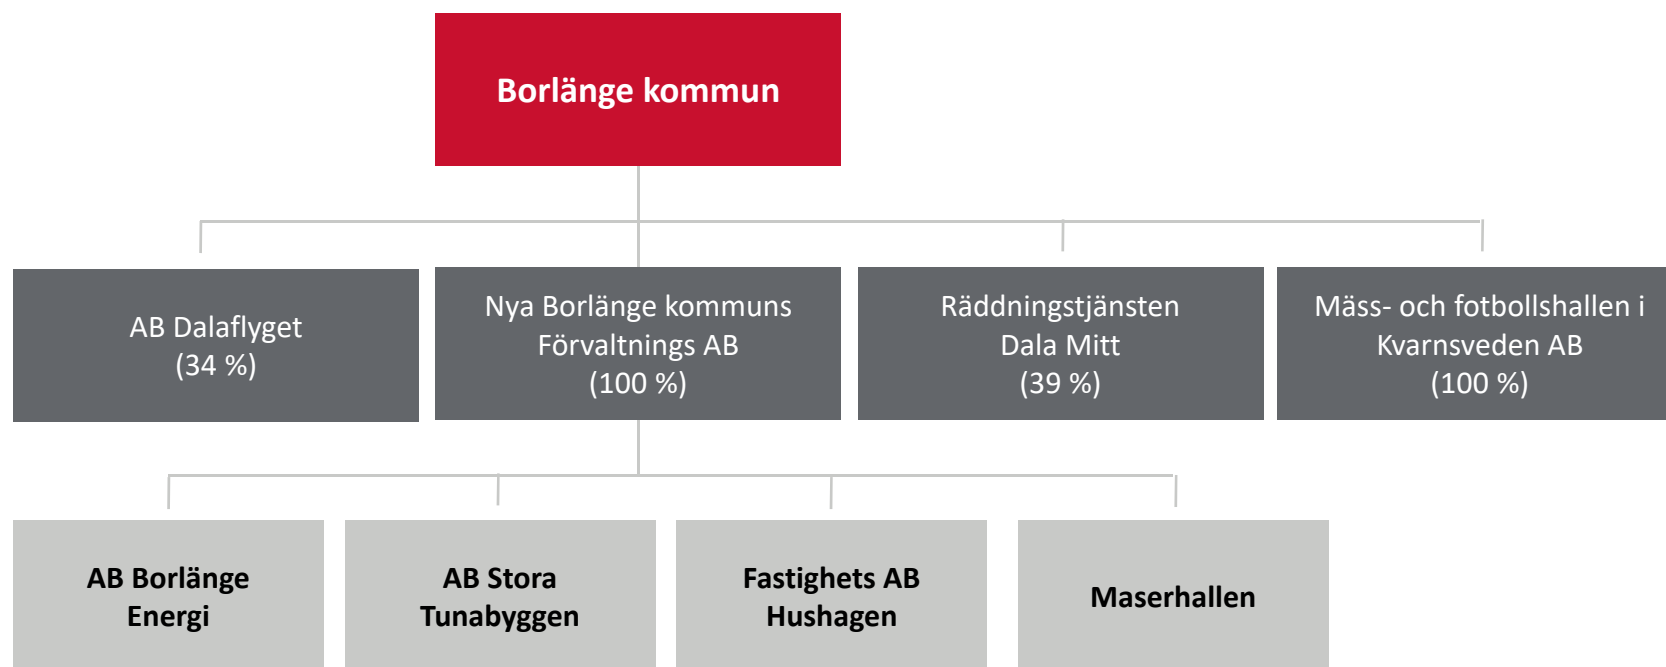 Borlänge kommun
AB Dalaflyget
(34 %)
Nya Borlänge kommuns
Förvaltnings AB
(100 %)
Räddningstjänsten
Dala Mitt
(39 %)
Mäss- och fotbollshallen i
Kvarnsveden AB
(100 %)
AB Borlänge
Energi
AB Stora
Tunabyggen
Fastighets AB
Hushagen
Maserhallen